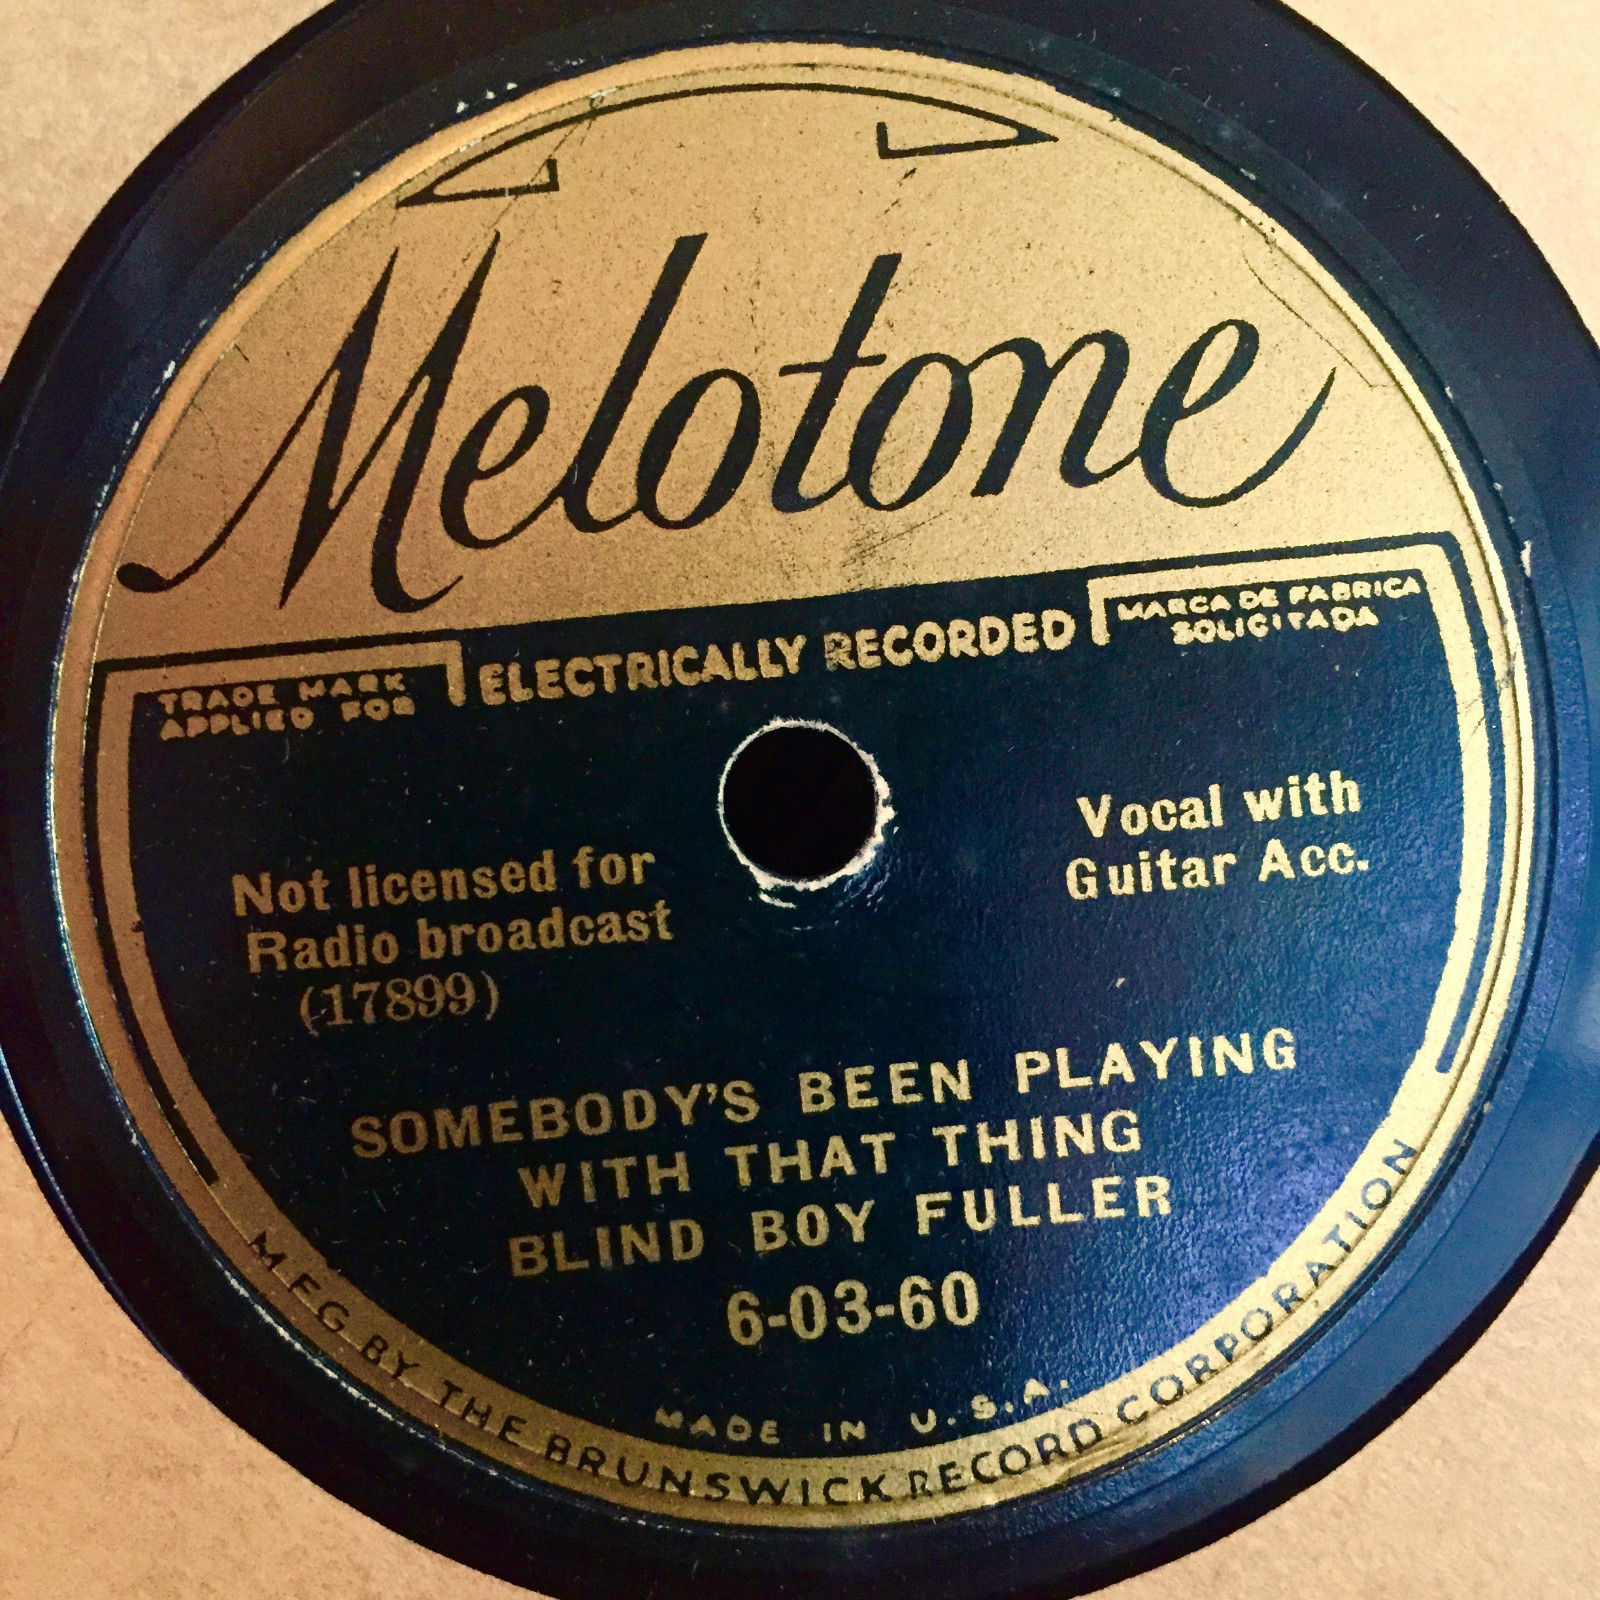 Melotone
ELECTRICALLY RECORDED
TRADE MARK
APPLIED FOR
MARCA DE FABRICA
SOLICITADA
Not licensed for
Radio broadcast
(17899)
Vocal with
Guitar Acc.
SOMEBODY'S BEEN PLAYING
WITH THAT THING
BLIND BOY FULLER
6-03-60
MADE IN U.S.A.
MFG BY THE BRUNSWICK RECORD CORPORATION